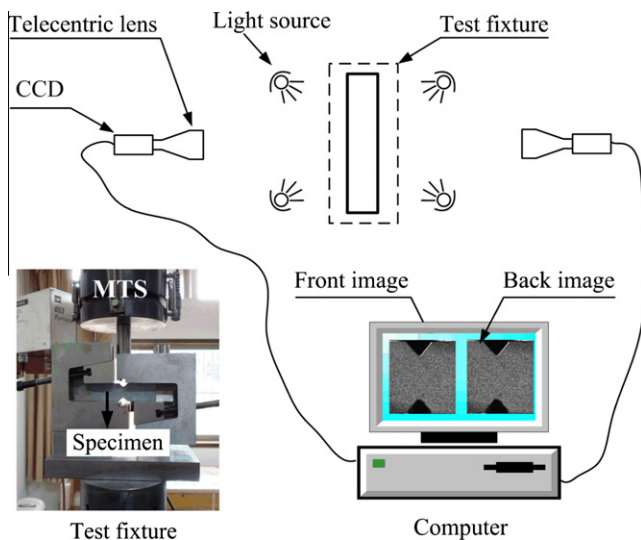 Telecentric lens
Light source
Test fixture
CCD
Front image
Back image
MTS
Specimen
Test fixture
Computer